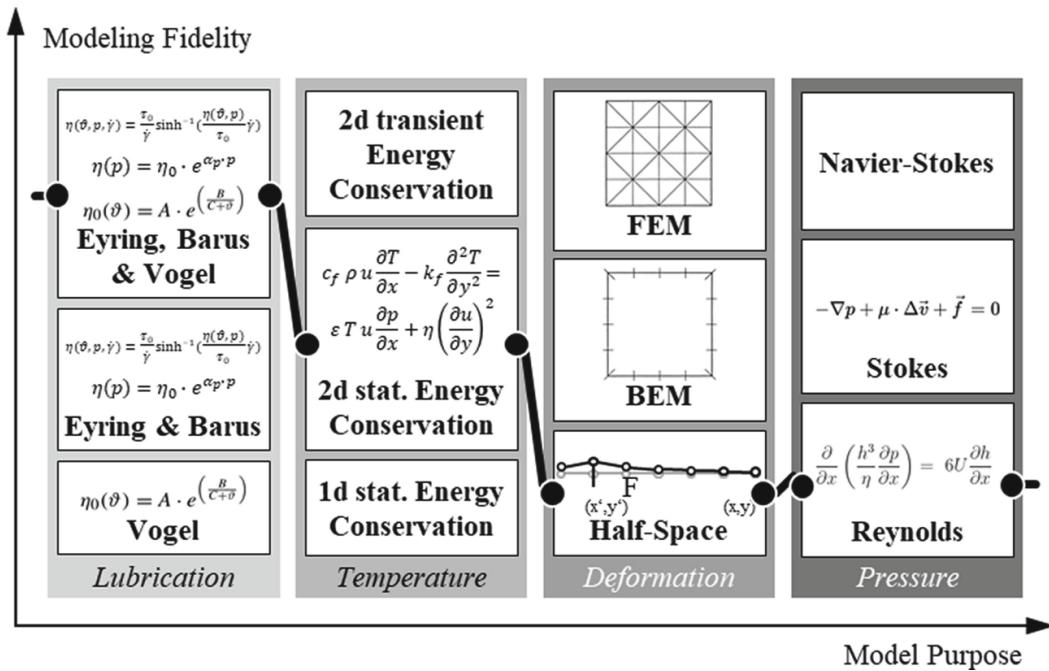 Modeling Fidelity
η(ϑ, p, γ̇) = τ₀/γ̇ sinh⁻¹(η(ϑ,p)/τ₀ γ̇)
η(p) = η₀ · e^(αₚ·p)
η₀(ϑ) = A · e^(B/(C+ϑ))
Eyring, Barus
& Vogel
η(ϑ, p, γ̇) = τ₀/γ̇ sinh⁻¹(η(ϑ,p)/τ₀ γ̇)
η(p) = η₀ · e^(αₚ·p)
Eyring & Barus
η₀(ϑ) = A · e^(B/(C+ϑ))
Vogel
Lubrication
2d transient
Energy
Conservation
c_f ρ u ∂T/∂x − k_f ∂²T/∂y² =
ε T u ∂p/∂x + η (∂u/∂y)²
2d stat. Energy
Conservation
1d stat. Energy
Conservation
Temperature
FEM
BEM
F
(x‘,y‘)
(x,y)
Half-Space
Deformation
Navier-Stokes
−∇p + μ · Δv⃗ + f⃗ = 0
Stokes
∂/∂x (h³/η ∂p/∂x) = 6U ∂h/∂x
Reynolds
Pressure
Model Purpose